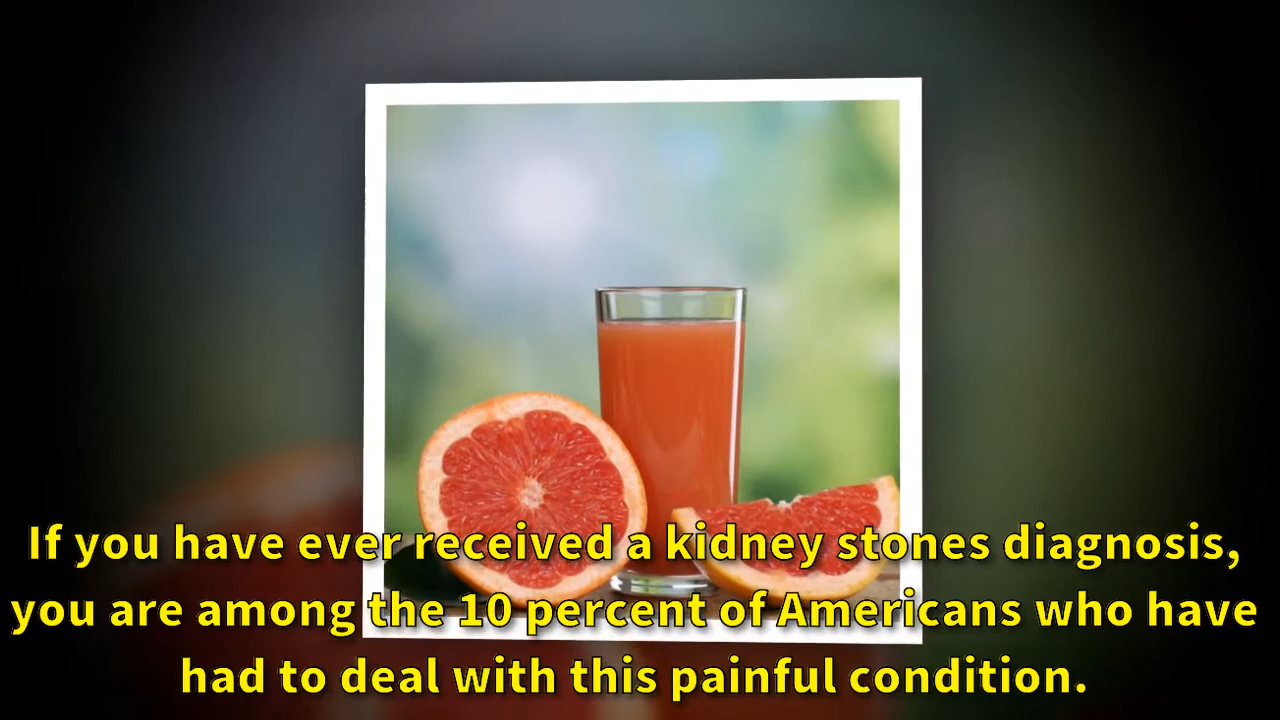 If you have ever received a kidney stones diagnosis,
you are among the 10 percent of Americans who have
had to deal with this painful condition.